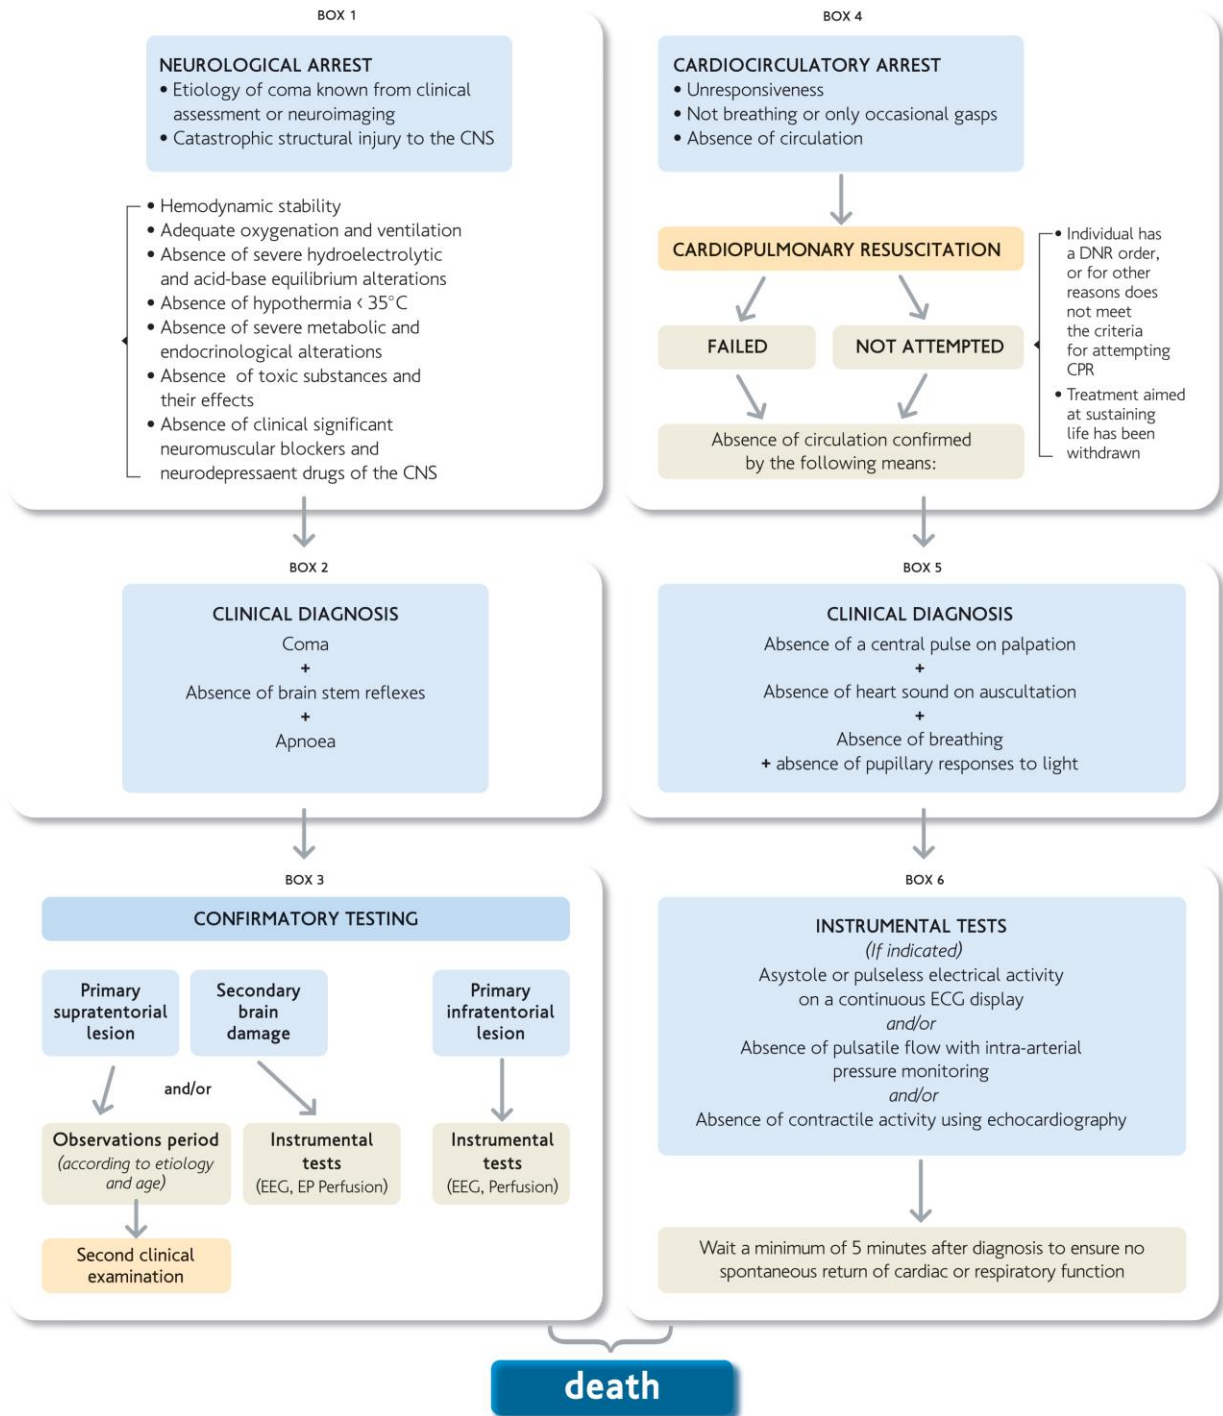 BOX 1
NEUROLOGICAL ARREST
• Etiology of coma known from clinical
assessment or neuroimaging
• Catastrophic structural injury to the CNS
• Hemodynamic stability
• Adequate oxygenation and ventilation
• Absence of severe hydroelectrolytic
and acid-base equilibrium alterations
• Absence of hypothermia < 35°C
• Absence of severe metabolic and
endocrinological alterations
• Absence of toxic substances and
their effects
• Absence of clinical significant
neuromuscular blockers and
neurodepressaent drugs of the CNS
BOX 2
CLINICAL DIAGNOSIS
Coma
+
Absence of brain stem reflexes
+
Apnoea
BOX 3
CONFIRMATORY TESTING
Primary
supratentorial
lesion
Secondary
brain
damage
Primary
infratentorial
lesion
and/or
Observations period
(according to etiology
and age)
Instrumental
tests
(EEG, EP Perfusion)
Instrumental
tests
(EEG, Perfusion)
Second clinical
examination
BOX 4
CARDIOCIRCULATORY ARREST
• Unresponsiveness
• Not breathing or only occasional gasps
• Absence of circulation
CARDIOPULMONARY RESUSCITATION
FAILED
NOT ATTEMPTED
• Individual has
a DNR order,
or for other
reasons does
not meet
the criteria
for attempting
CPR
• Treatment aimed
at sustaining
life has been
withdrawn
Absence of circulation confirmed
by the following means:
BOX 5
CLINICAL DIAGNOSIS
Absence of a central pulse on palpation
+
Absence of heart sound on auscultation
+
Absence of breathing
+ absence of pupillary responses to light
BOX 6
INSTRUMENTAL TESTS
(If indicated)
Asystole or pulseless electrical activity
on a continuous ECG display
and/or
Absence of pulsatile flow with intra-arterial
pressure monitoring
and/or
Absence of contractile activity using echocardiography
Wait a minimum of 5 minutes after diagnosis to ensure no
spontaneous return of cardiac or respiratory function
death